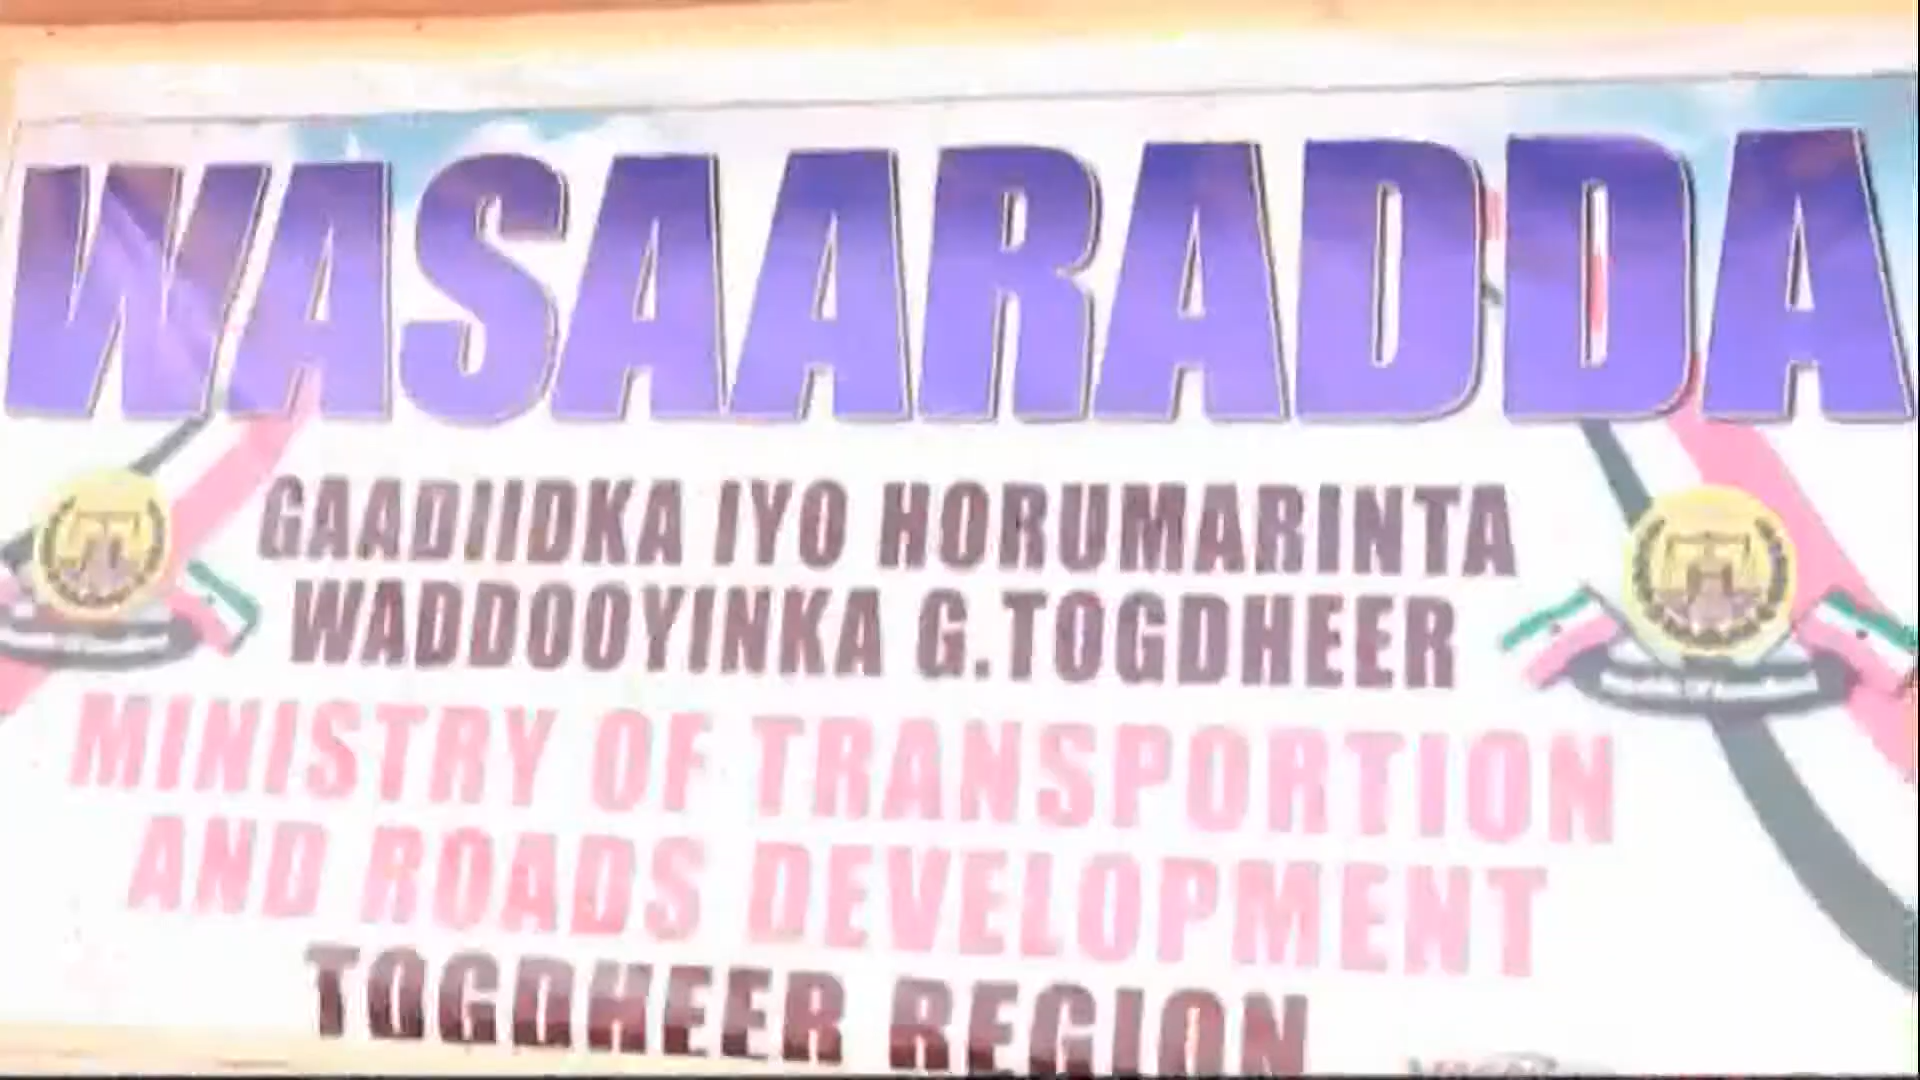 WASAARADDA
GAADIIDKA IYO HORUMARINTA
WADDOOYINKA G.TOGDHEER
MINISTRY OF TRANSPORTION
AND ROADS DEVELOPMENT
TOGDHEER REGION